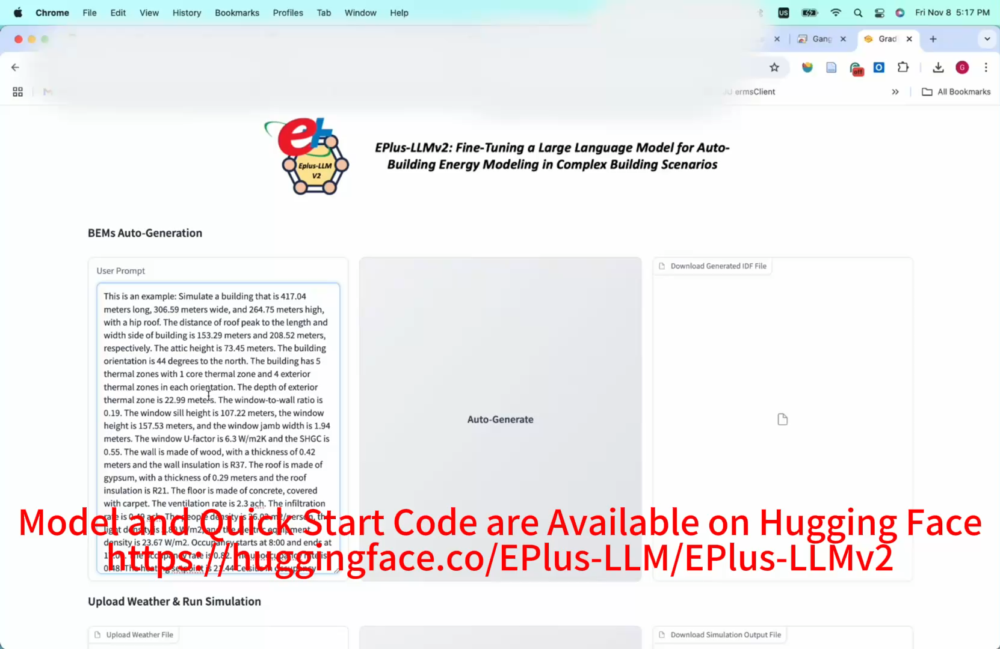 Chrome File Edit View History Bookmarks Profiles Tab Window Help US Fri Nov 8 5:17 PM
Gang Grad
off G
ermsClient All Bookmarks
e+
Eplus-LLM
V2
EPlus-LLMv2: Fine-Tuning a Large Language Model for Auto-
Building Energy Modeling in Complex Building Scenarios
BEMs Auto-Generation
User Prompt
This is an example: Simulate a building that is 417.04
meters long, 306.59 meters wide, and 264.75 meters high,
with a hip roof. The distance of roof peak to the length and
width side of building is 153.29 meters and 208.52 meters,
respectively. The attic height is 73.45 meters. The building
orientation is 44 degrees to the north. The building has 5
thermal zones with 1 core thermal zone and 4 exterior
thermal zones in each orientation. The depth of exterior
thermal zone is 22.99 meters. The window-to-wall ratio is
0.19. The window sill height is 107.22 meters, the window
height is 157.53 meters, and the window jamb width is 1.94
meters. The window U-factor is 6.3 W/m2K and the SHGC is
0.55. The wall is made of wood, with a thickness of 0.42
meters and the wall insulation is R37. The roof is made of
gypsum, with a thickness of 0.29 meters and the roof
insulation is R21. The floor is made of concrete, covered
with carpet. The ventilation rate is 2.3 ach. The infiltration
rate is 0.49 ach. The people density is m2/person, the
light density is W/m2, and the electric equipment
density is 23.67 W/m2. Occupancy starts at 8:00 and ends at
The occupancy rate is 0.82. The unoccupancy rate is
0.48. The heating setpoint is 21.44 Celsius in occupancy
Auto-Generate
Download Generated IDF File
Model and Quick Start Code are Available on Hugging Face
https://huggingface.co/EPlus-LLM/EPlus-LLMv2
Upload Weather & Run Simulation
Upload Weather File
Download Simulation Output File